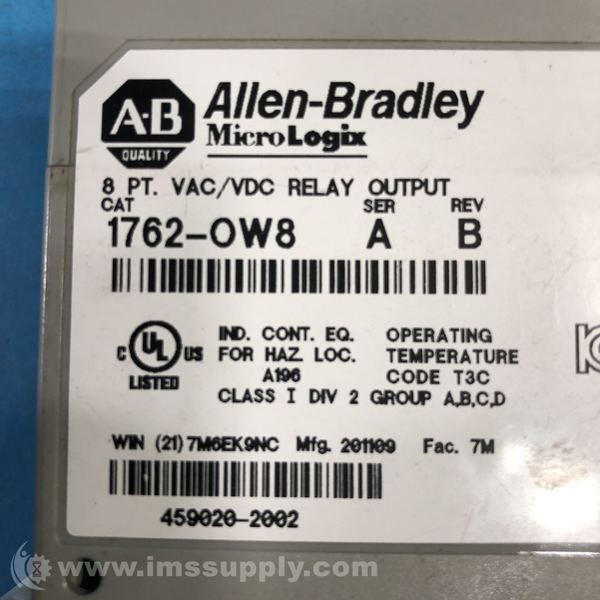 A-B
QUALITY
Allen-Bradley
MicroLogix
8 PT. VAC/VDC RELAY OUTPUT
CAT SER REV
1762-OW8 A B
C UL US
LISTED
IND. CONT. EQ.
FOR HAZ. LOC.
A196
OPERATING
TEMPERATURE
CODE T3C
CLASS I DIV 2 GROUP A,B,C,D
WIN (21) 7M6EK9NC Mfg. 201109 Fac. 7M
459020-2002
www.imssupply.com